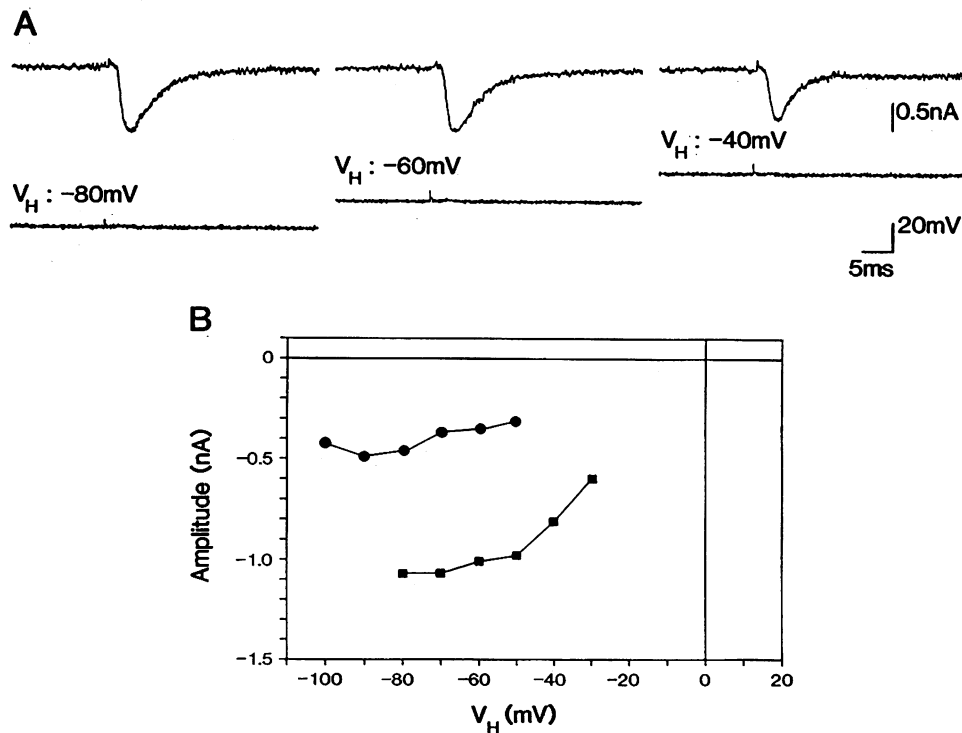 A
0.5nA
V_H : -80mV
V_H : -60mV
V_H : -40mV
20mV
5ms
B
0
-0.5
-1.0
-1.5
Amplitude (nA)
-100 -80 -60 -40 -20 0 20
V_H (mV)